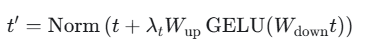 t′ = Norm (t + λ_t W_up GELU(W_down t))